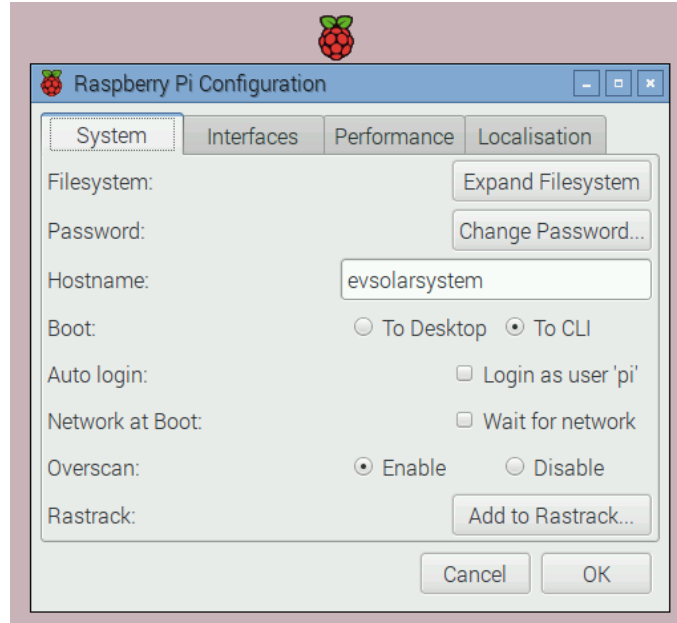 Raspberry Pi Configuration
System Interfaces Performance Localisation
Filesystem: Expand Filesystem
Password: Change Password...
Hostname: evsolarsystem
Boot: To Desktop To CLI
Auto login: Login as user 'pi'
Network at Boot: Wait for network
Overscan: Enable Disable
Rastrack: Add to Rastrack...
Cancel OK